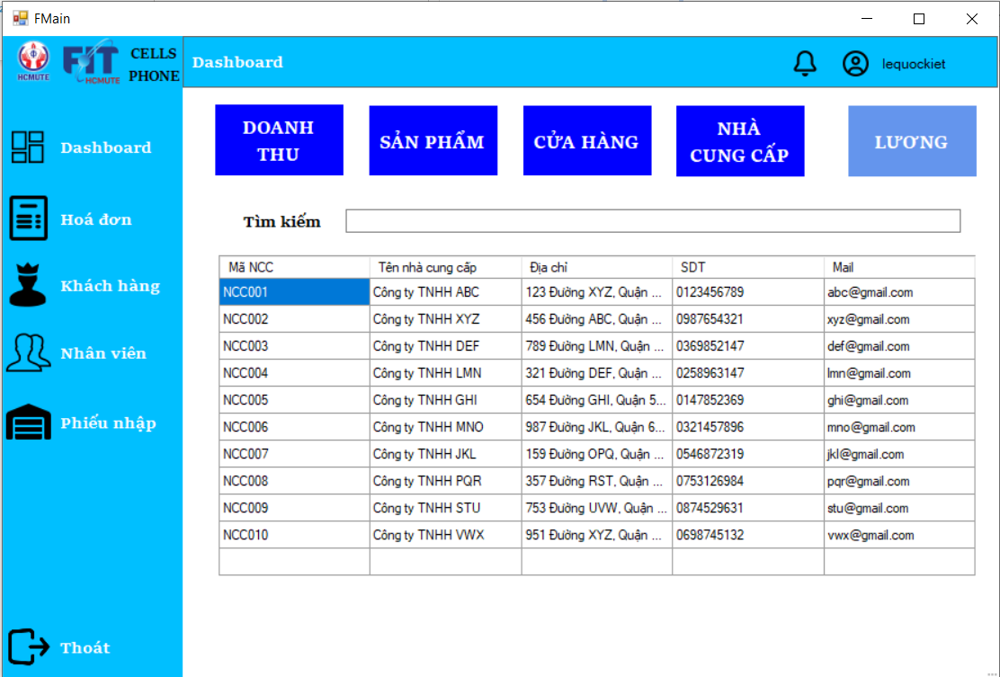 FMain
HCMUTE
FIT
HCMUTE
CELLS
PHONE
Dashboard
lequockiet
Dashboard
Hoá đơn
Khách hàng
Nhân viên
Phiếu nhập
Thoát
DOANH
THU
SẢN PHẨM
CỬA HÀNG
NHÀ
CUNG CẤP
LƯƠNG
Tìm kiếm
Mã NCC Tên nhà cung cấp Địa chỉ SDT Mail
NCC001 Công ty TNHH ABC 123 Đường XYZ, Quận ... 0123456789 abc@gmail.com
NCC002 Công ty TNHH XYZ 456 Đường ABC, Quận ... 0987654321 xyz@gmail.com
NCC003 Công ty TNHH DEF 789 Đường LMN, Quận ... 0369852147 def@gmail.com
NCC004 Công ty TNHH LMN 321 Đường DEF, Quận ... 0258963147 lmn@gmail.com
NCC005 Công ty TNHH GHI 654 Đường GHI, Quận 5... 0147852369 ghi@gmail.com
NCC006 Công ty TNHH MNO 987 Đường JKL, Quận 6... 0321457896 mno@gmail.com
NCC007 Công ty TNHH JKL 159 Đường OPQ, Quận ... 0546872319 jkl@gmail.com
NCC008 Công ty TNHH PQR 357 Đường RST, Quận ... 0753126984 pqr@gmail.com
NCC009 Công ty TNHH STU 753 Đường UVW, Quận ... 0874529631 stu@gmail.com
NCC010 Công ty TNHH VWX 951 Đường XYZ, Quận ... 0698745132 vwx@gmail.com